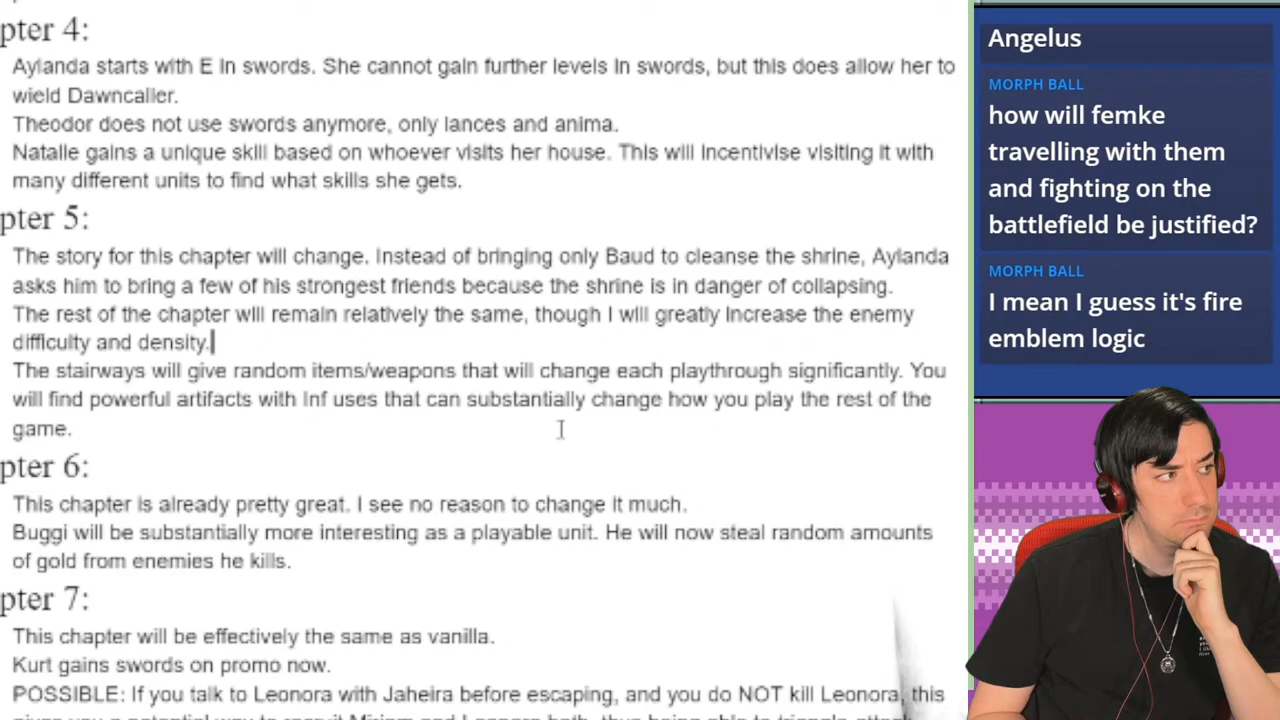 pter 4:
Aylanda starts with E in swords. She cannot gain further levels in swords, but this does allow her to
wield Dawncaller.
Theodor does not use swords anymore, only lances and anima.
Natalie gains a unique skill based on whoever visits her house. This will incentivise visiting it with
many different units to find what skills she gets.
pter 5:
The story for this chapter will change. Instead of bringing only Baud to cleanse the shrine, Aylanda
asks him to bring a few of his strongest friends because the shrine is in danger of collapsing.
The rest of the chapter will remain relatively the same, though I will greatly increase the enemy
difficulty and density.
The stairways will give random items/weapons that will change each playthrough significantly. You
will find powerful artifacts with Inf uses that can substantially change how you play the rest of the
game.
pter 6:
This chapter is already pretty great. I see no reason to change it much.
Buggi will be substantially more interesting as a playable unit. He will now steal random amounts
of gold from enemies he kills.
pter 7:
This chapter will be effectively the same as vanilla.
Kurt gains swords on promo now.
POSSIBLE: If you talk to Leonora with Jaheira before escaping, and you do NOT kill Leonora, this
Angelus
MORPH BALL
how will femke
travelling with them
and fighting on the
battlefield be justified?
MORPH BALL
I mean I guess it's fire
emblem logic